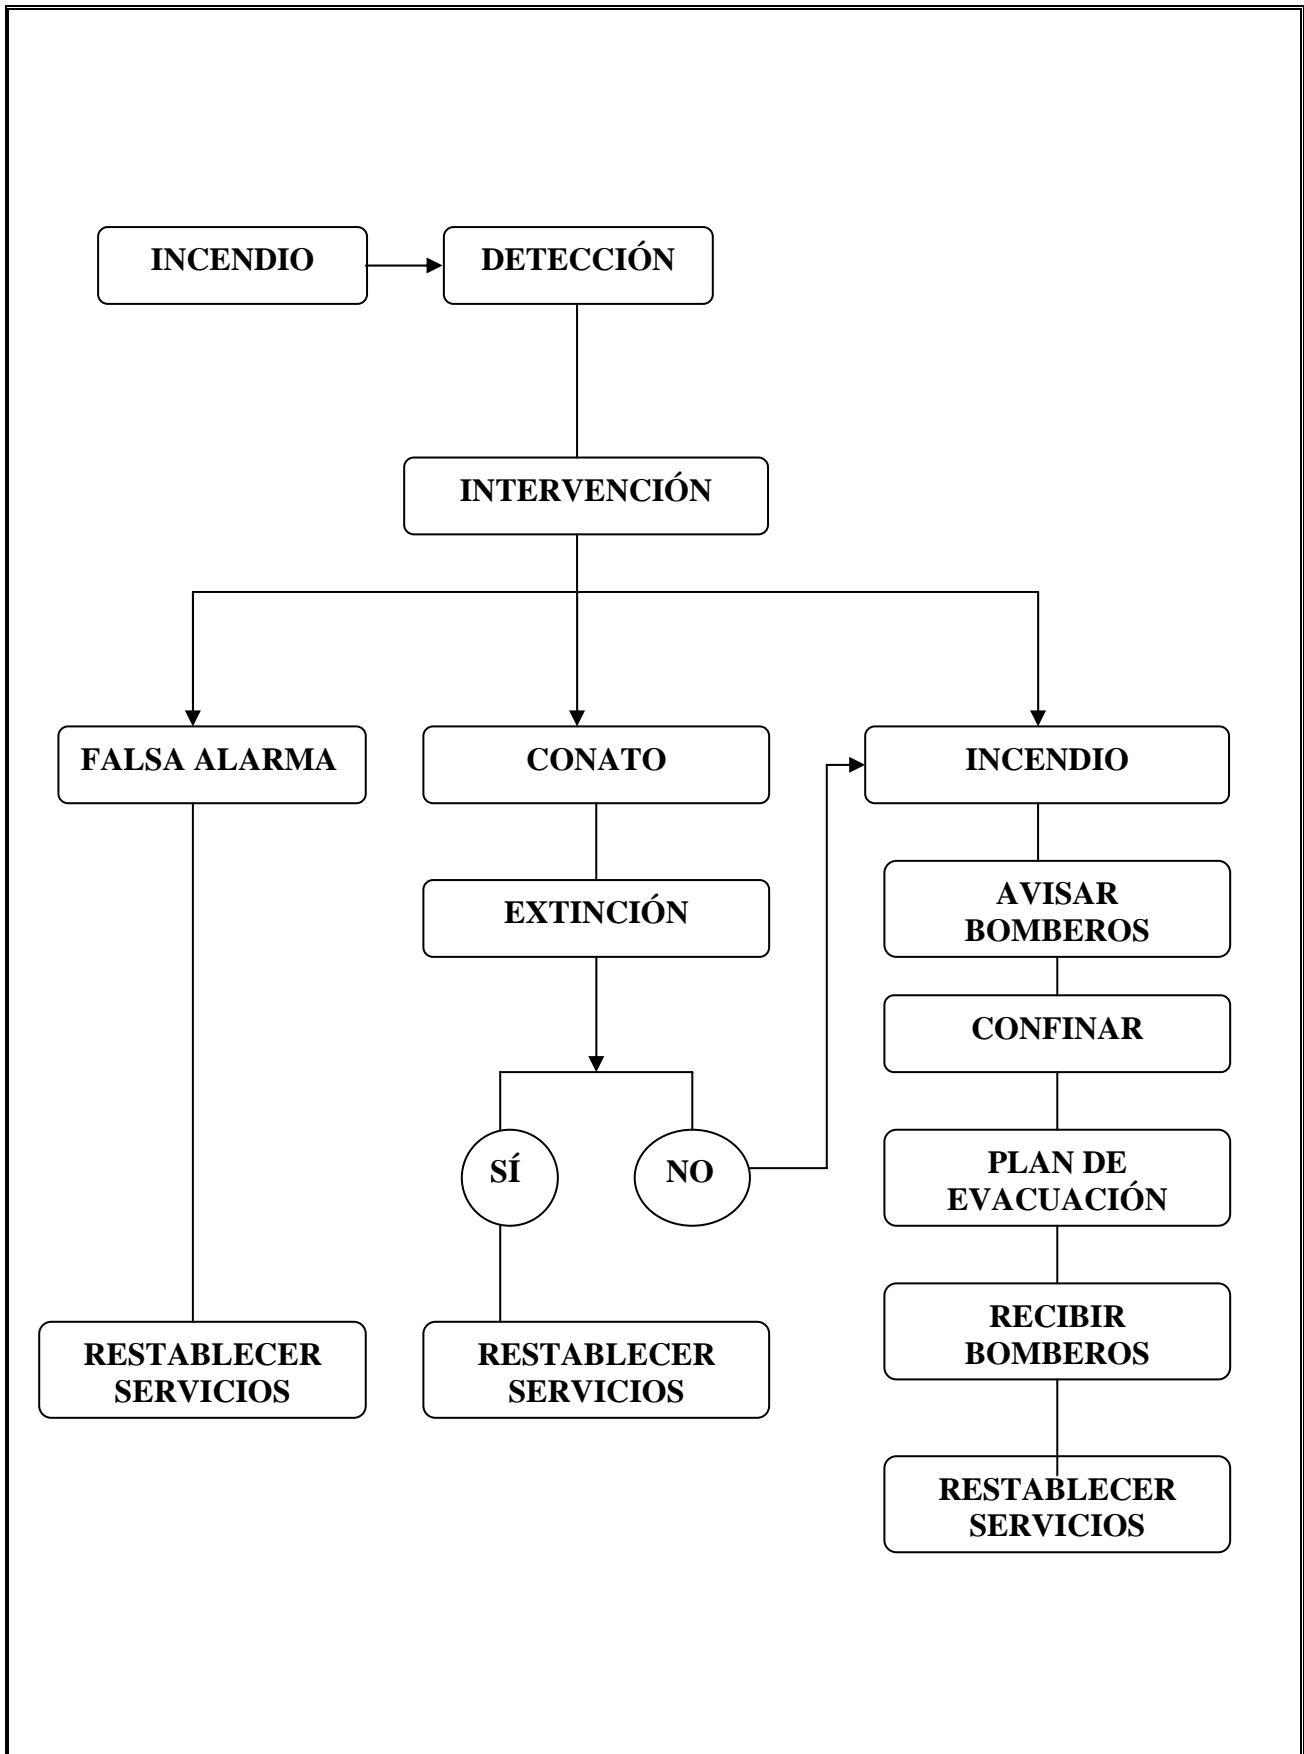 INCENDIO
DETECCIÓN
INTERVENCIÓN
FALSA ALARMA
CONATO
INCENDIO
EXTINCIÓN
AVISAR
BOMBEROS
CONFINAR
SÍ
NO
PLAN DE
EVACUACIÓN
RESTABLECER
SERVICIOS
RESTABLECER
SERVICIOS
RECIBIR
BOMBEROS
RESTABLECER
SERVICIOS